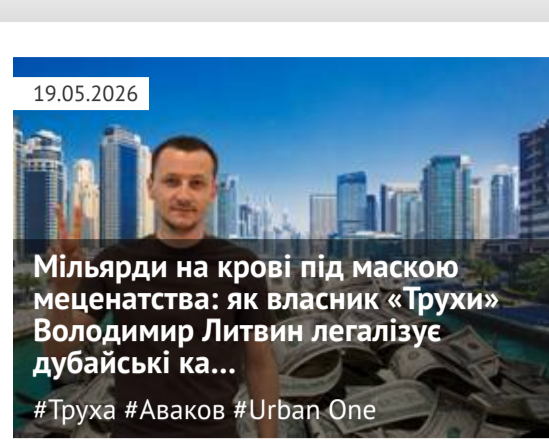 19.05.2026
Мільярди на крові під маскою
меценатства: як власник «Трухи»
Володимир Литвин легалізує
дубайські ка...
#Труха #Аваков #Urban One